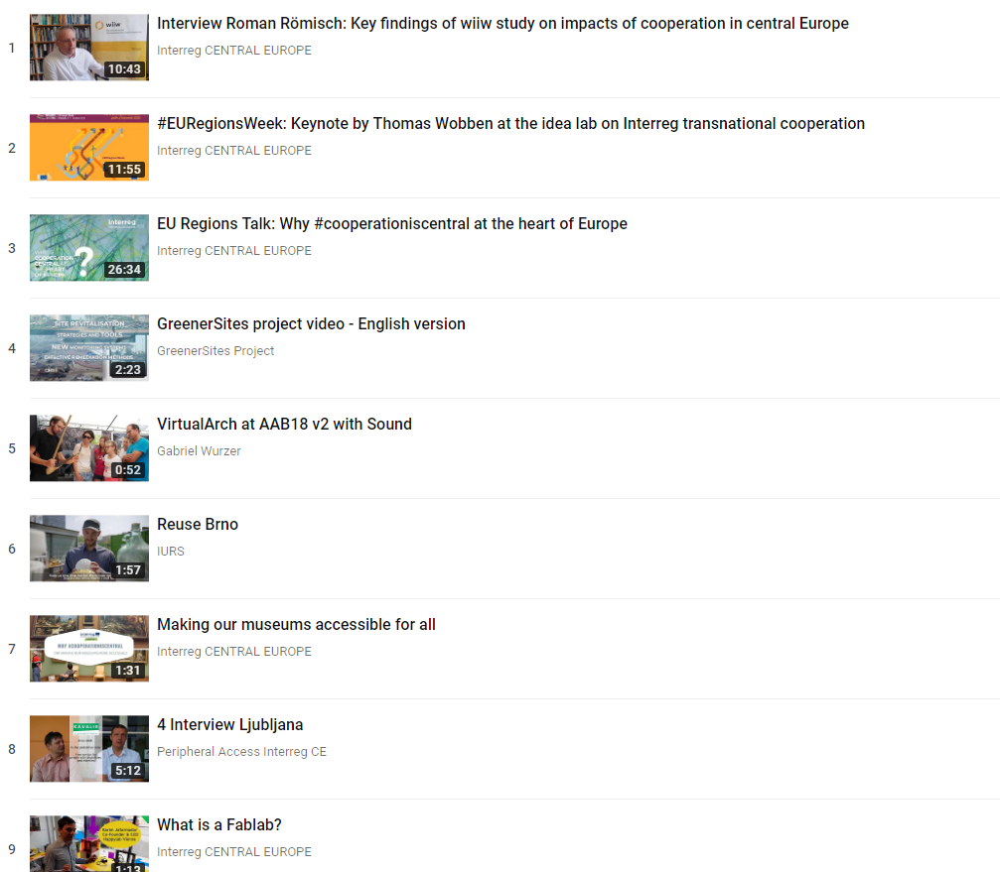 1
wiiw
10:43
Interview Roman Römisch: Key findings of wiiw study on impacts of cooperation in central Europe
Interreg CENTRAL EUROPE
2
11:55
#EURegionsWeek: Keynote by Thomas Wobben at the idea lab on Interreg transnational cooperation
Interreg CENTRAL EUROPE
3
Interreg
?
26:34
EU Regions Talk: Why #cooperationiscentral at the heart of Europe
Interreg CENTRAL EUROPE
4
SITE REVITALISATION
STRATEGIES AND TOOLS
NEW MONITORING SYSTEMS
2:23
GreenerSites project video - English version
GreenerSites Project
5
0:52
VirtualArch at AAB18 v2 with Sound
Gabriel Wurzer
6
1:57
Reuse Brno
IURS
7
Interreg
WHY #COOPERATIONISCENTRAL
1:31
Making our museums accessible for all
Interreg CENTRAL EUROPE
8
5:12
4 Interview Ljubljana
Peripheral Access Interreg CE
9
1:13
What is a Fablab?
Interreg CENTRAL EUROPE